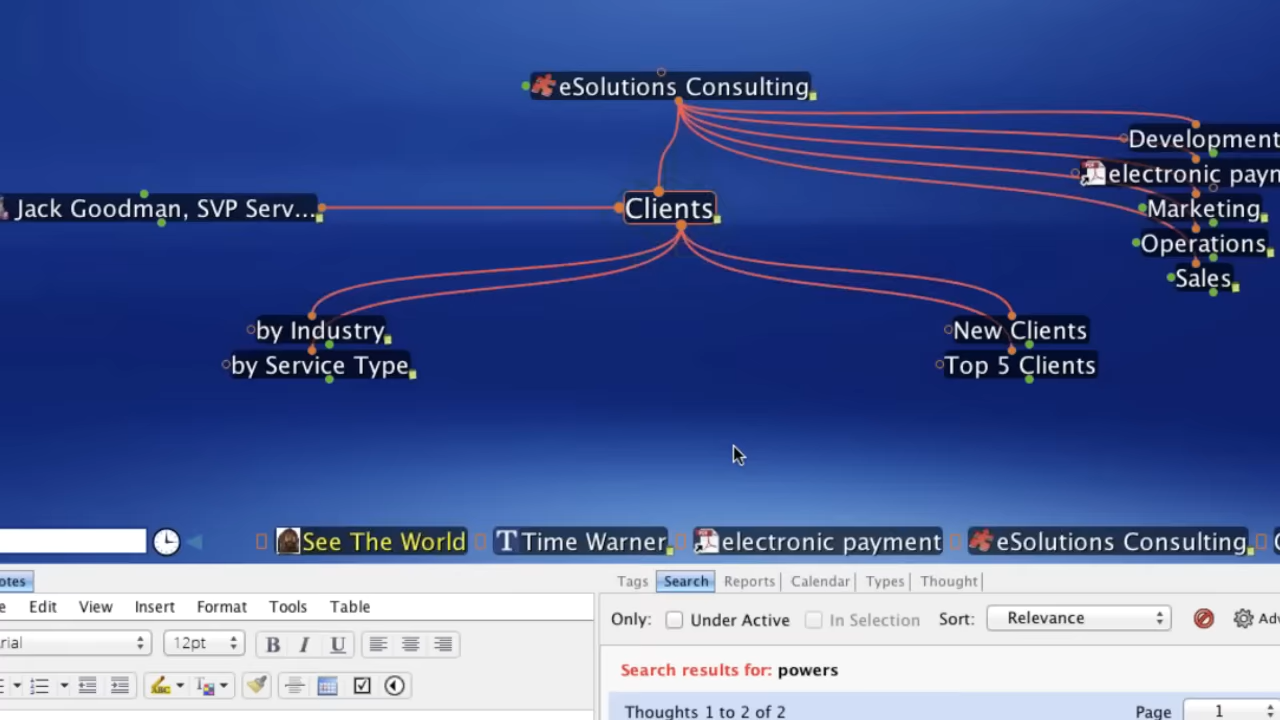 eSolutions Consulting
Development
electronic payn
Jack Goodman, SVP Serv...
Clients
Marketing
Operations
Sales
by Industry
New Clients
by Service Type
Top 5 Clients
See The World
Time Warner
electronic payment
eSolutions Consulting
otes
Tags Search Reports Calendar Types Thought
e Edit View Insert Format Tools Table
Only: Under Active In Selection Sort: Relevance Adv
rial 12pt B I U
Search results for: powers
Thoughts 1 to 2 of 2 Page 1